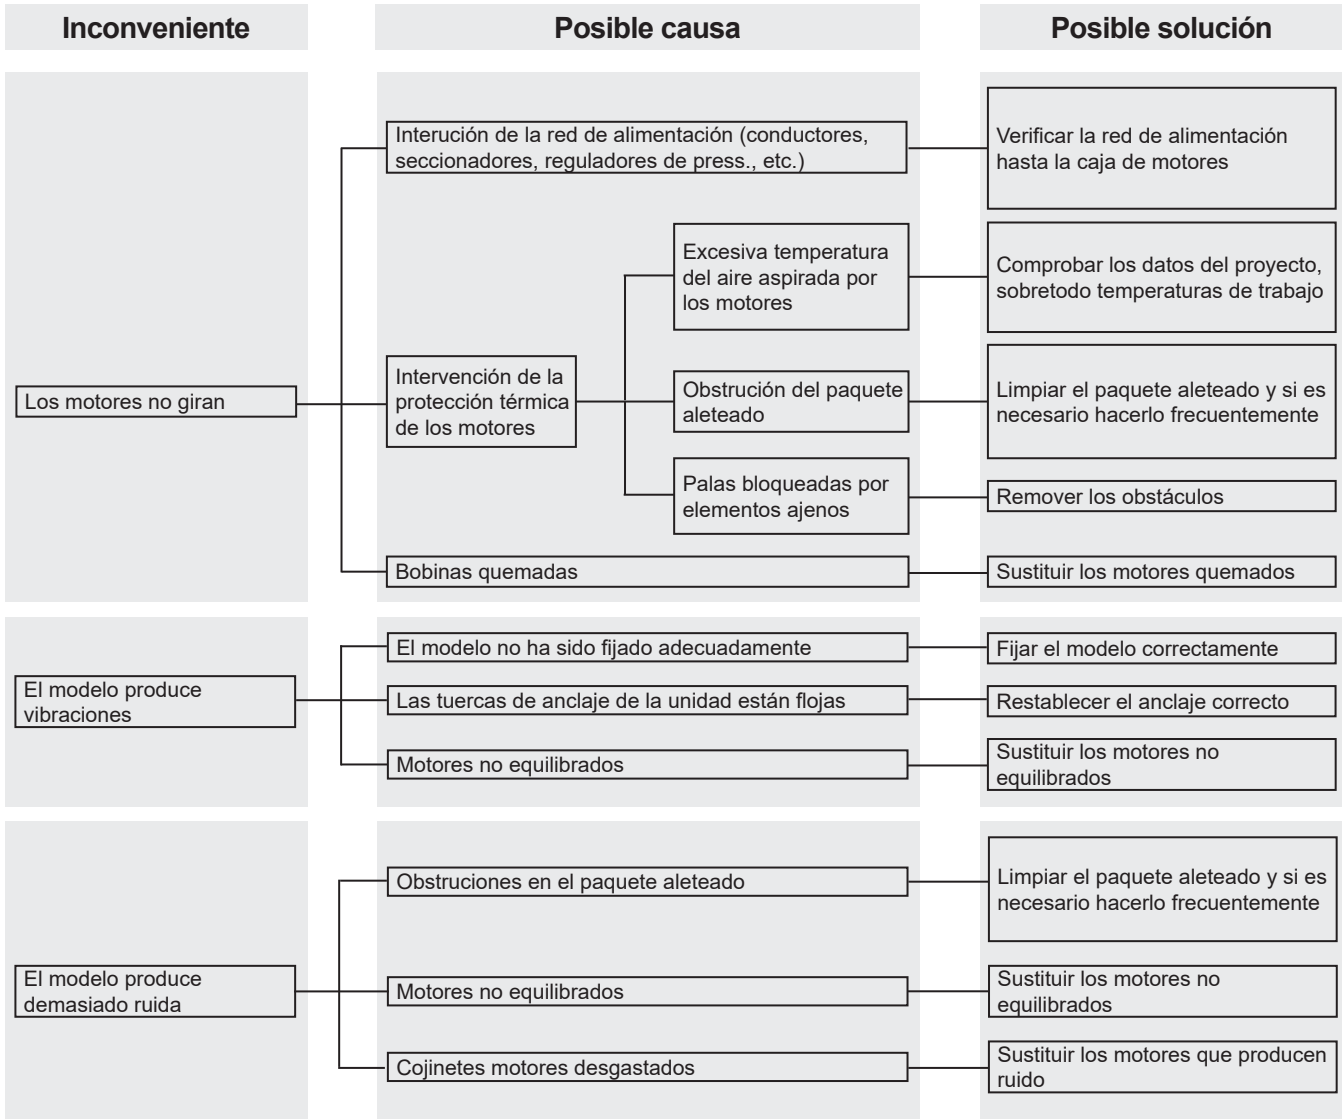 Inconveniente
Posible causa
Posible solución
Los motores no giran
Interución de la red de alimentación (conductores,
seccionadores, reguladores de press., etc.)
Verificar la red de alimentación
hasta la caja de motores
Intervención de la
protección térmica
de los motores
Excesiva temperatura
del aire aspirada por
los motores
Comprobar los datos del proyecto,
sobretodo temperaturas de trabajo
Obstrución del paquete
aleteado
Limpiar el paquete aleteado y si es
necesario hacerlo frecuentemente
Palas bloqueadas por
elementos ajenos
Remover los obstáculos
Bobinas quemadas
Sustituir los motores quemados
El modelo produce
vibraciones
El modelo no ha sido fijado adecuadamente
Fijar el modelo correctamente
Las tuercas de anclaje de la unidad están flojas
Restablecer el anclaje correcto
Motores no equilibrados
Sustituir los motores no
equilibrados
El modelo produce
demasiado ruida
Obstruciones en el paquete aleteado
Limpiar el paquete aleteado y si es
necesario hacerlo frecuentemente
Motores no equilibrados
Sustituir los motores no
equilibrados
Cojinetes motores desgastados
Sustituir los motores que producen
ruido